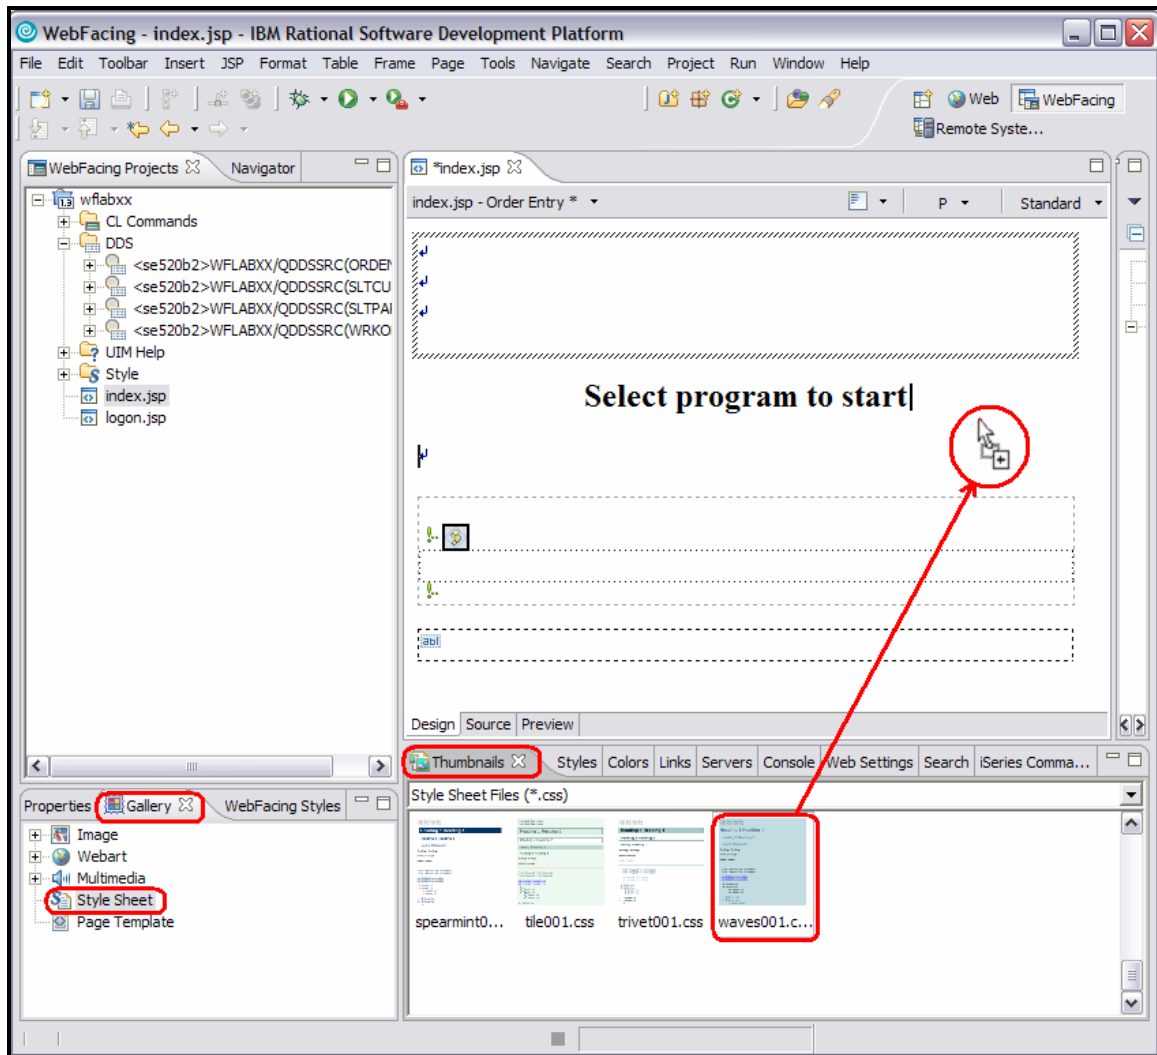 WebFacing - index.jsp - IBM Rational Software Development Platform
File Edit Toolbar Insert JSP Format Table Frame Page Tools Navigate Search Project Run Window Help
Web WebFacing
Remote Syste...
WebFacing Projects Navigator
wflabxx
CL Commands
DDS
<se520b2>WFLABXX/QDDSSRC(ORDEN
<se520b2>WFLABXX/QDDSSRC(SLTCU
<se520b2>WFLABXX/QDDSSRC(SLTPAI
<se520b2>WFLABXX/QDDSSRC(WRKO
UIM Help
Style
index.jsp
logon.jsp
*index.jsp
index.jsp - Order Entry * P Standard
Select program to start
abl
Design Source Preview
Properties Gallery WebFacing Styles
Image
Webart
Multimedia
Style Sheet
Page Template
Thumbnails Styles Colors Links Servers Console Web Settings Search iSeries Comma...
Style Sheet Files (*.css)
spearmint0... tile001.css trivet001.css waves001.c...